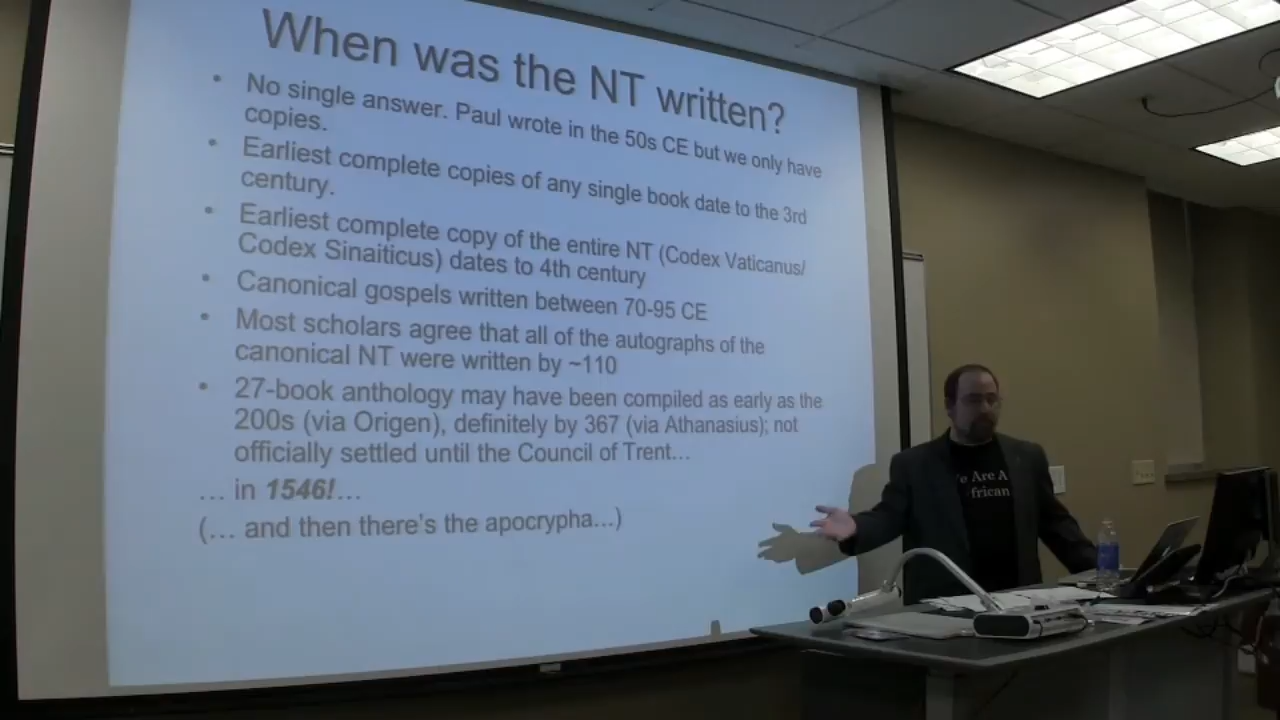 When was the NT written?
• No single answer. Paul wrote in the 50s CE but we only have
copies.
• Earliest complete copies of any single book date to the 3rd
century.
• Earliest complete copy of the entire NT (Codex Vaticanus/
Codex Sinaiticus) dates to 4th century
• Canonical gospels written between 70-95 CE
• Most scholars agree that all of the autographs of the
canonical NT were written by ~110
• 27-book anthology may have been compiled as early as the
200s (via Origen), definitely by 367 (via Athanasius); not
officially settled until the Council of Trent...
... in 1546!...
(... and then there's the apocrypha...)
e Are A
frican